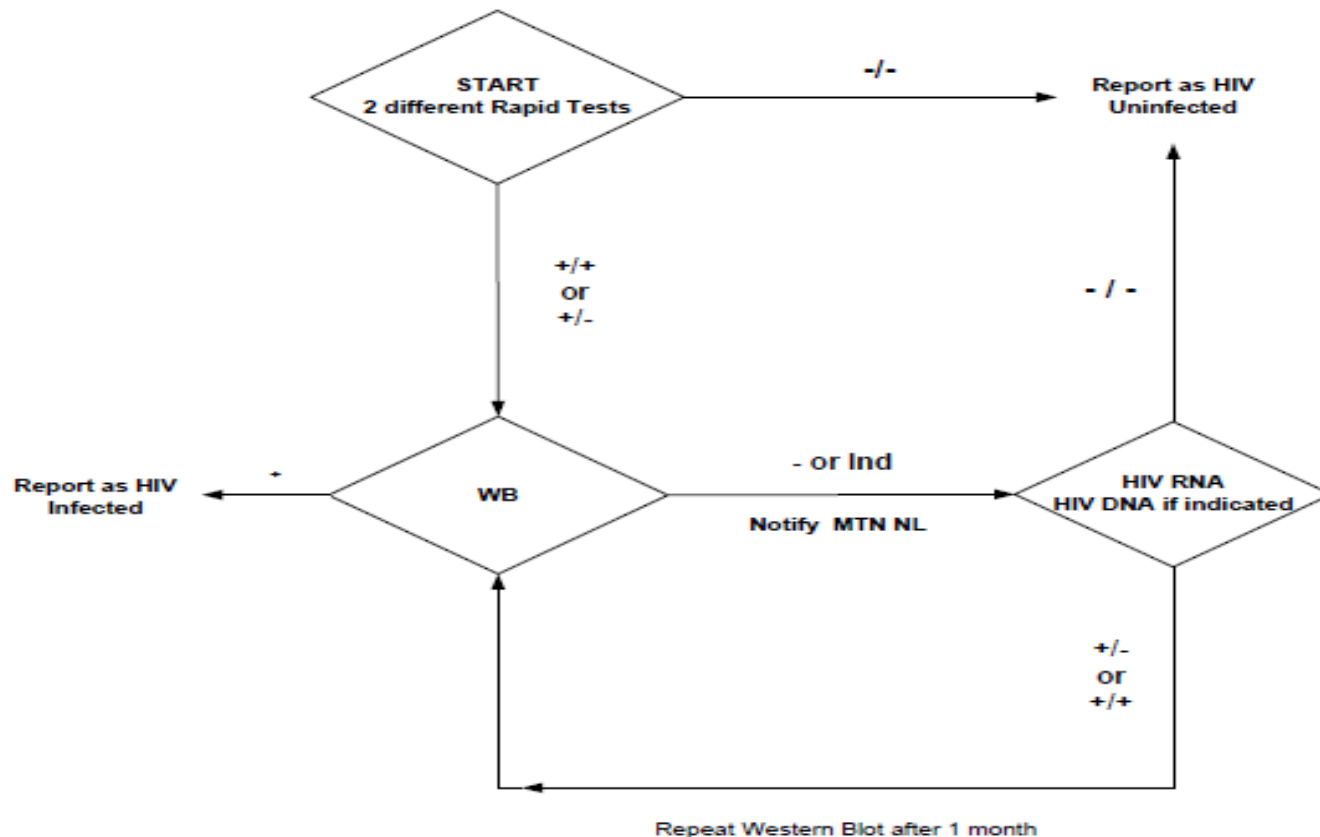 START
2 different Rapid Tests
-/-
Report as HIV
Uninfected
+/+
or
+/-
- / -
Report as HIV
Infected
+
WB
- or Ind
Notify MTN NL
HIV RNA
HIV DNA if indicated
+/-
or
+/+
Repeat Western Blot after 1 month